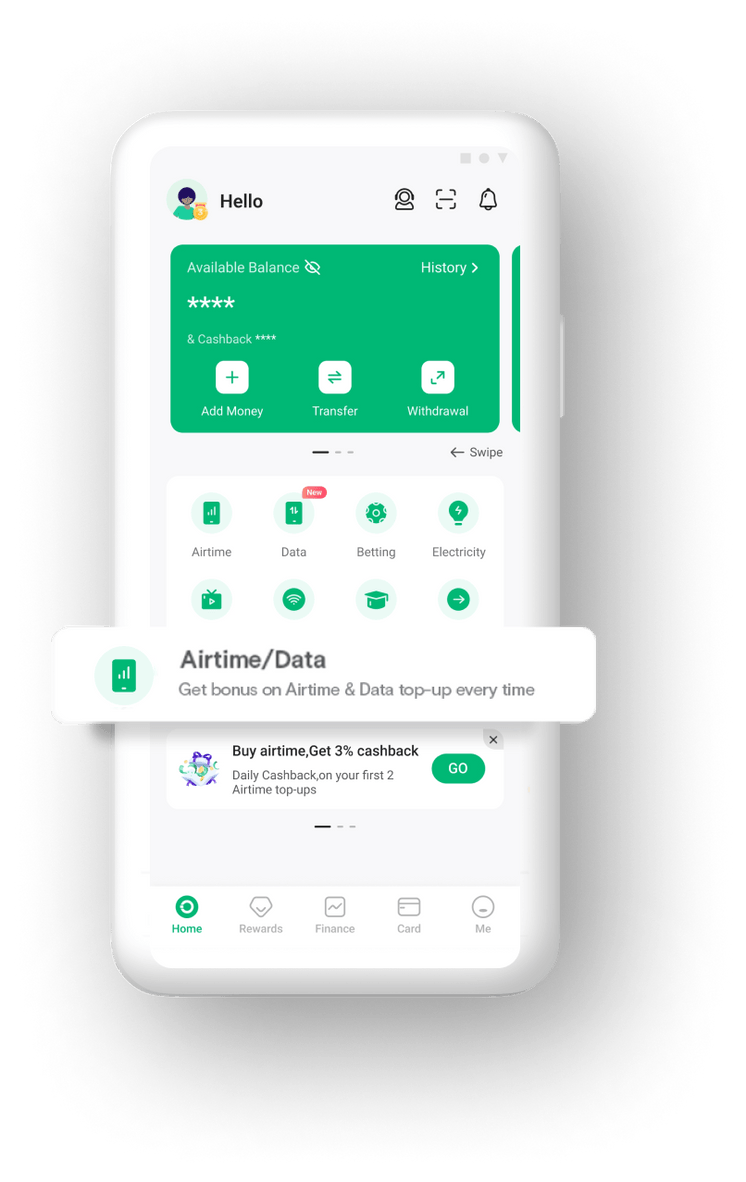 Hello
Available Balance
History
****
& Cashback ****
Add Money
Transfer
Withdrawal
Swipe
New
Airtime
Data
Betting
Electricity
Airtime/Data
Get bonus on Airtime & Data top-up every time
Buy airtime,Get 3% cashback
Daily Cashback,on your first 2
Airtime top-ups
GO
Home
Rewards
Finance
Card
Me